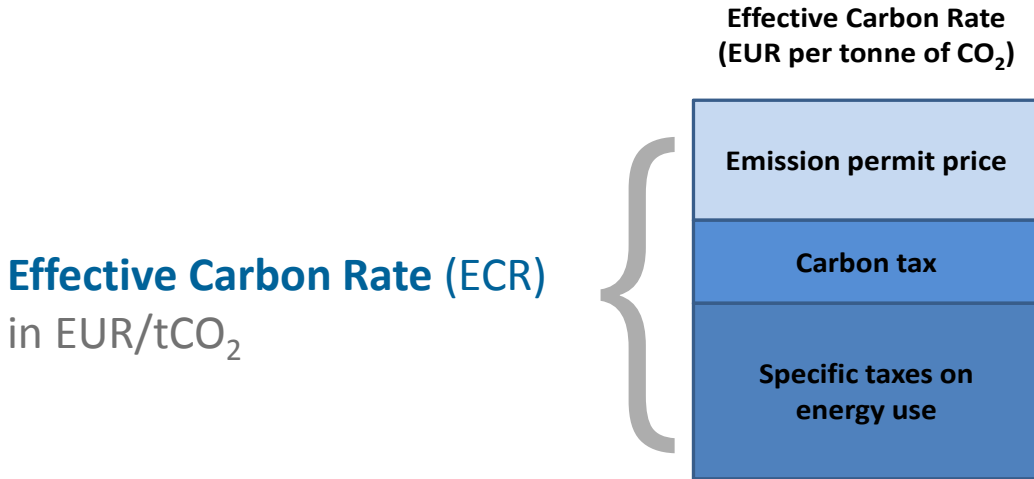 Effective Carbon Rate
(EUR per tonne of CO₂)
Emission permit price
Carbon tax
Effective Carbon Rate (ECR)
in EUR/tCO₂
Specific taxes on
energy use